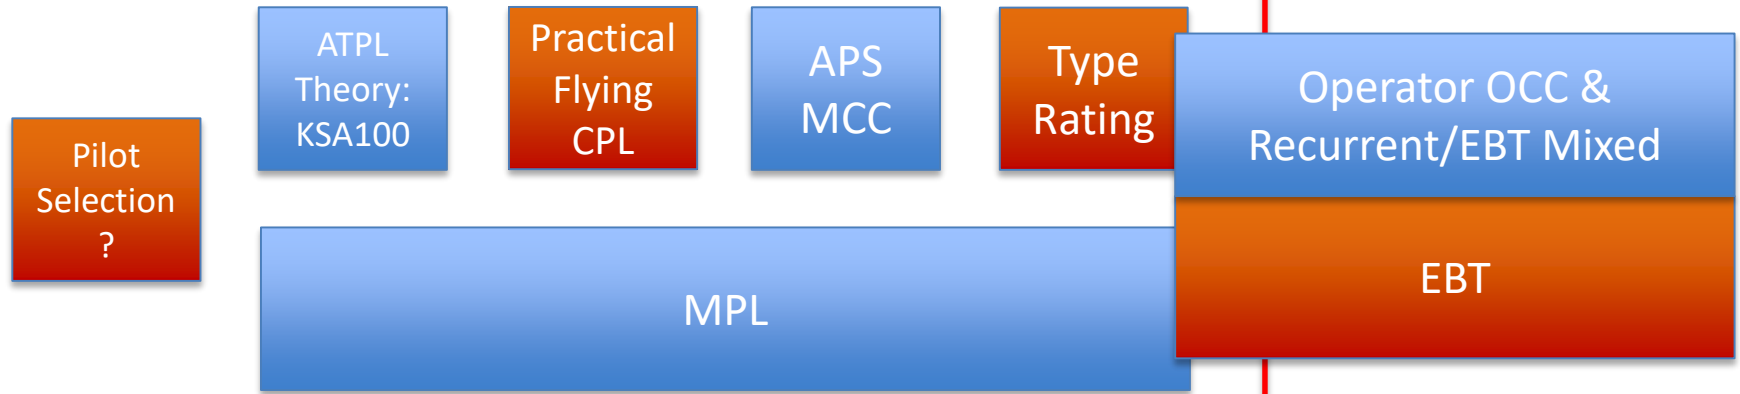 Pilot
Selection
?
ATPL
Theory:
KSA100
Practical
Flying
CPL
APS
MCC
Type
Rating
Operator OCC &
Recurrent/EBT Mixed
MPL
EBT